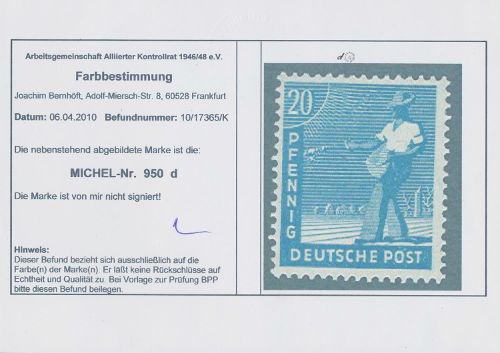 Arbeitsgemeinschaft Alliierter Kontrollrat 1946/48 e.V.
Farbbestimmung
Joachim Bernhöft, Adolf-Miersch-Str. 8, 60528 Frankfurt
Datum: 06.04.2010 Befundnummer: 10/17365/K
Die nebenstehend abgebildete Marke ist die:
MICHEL-Nr. 950 d
Die Marke ist von mir nicht signiert!
Hinweis:
Dieser Befund bezieht sich ausschließlich auf die
Farbe(n) der Marke(n). Er läßt keine Rückschlüsse auf
Echtheit und Qualität zu. Bei Vorlage zur Prüfung BPP
bitte diesen Befund beilegen.
d
20
PFENNIG
DEUTSCHE POST